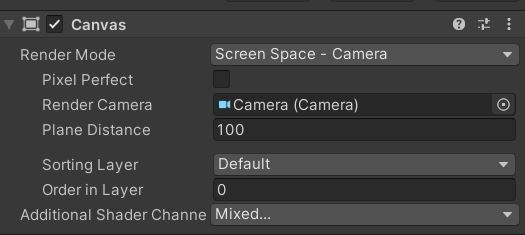 Canvas
Render Mode Screen Space - Camera
Pixel Perfect
Render Camera Camera (Camera)
Plane Distance 100
Sorting Layer Default
Order in Layer 0
Additional Shader Channe Mixed...